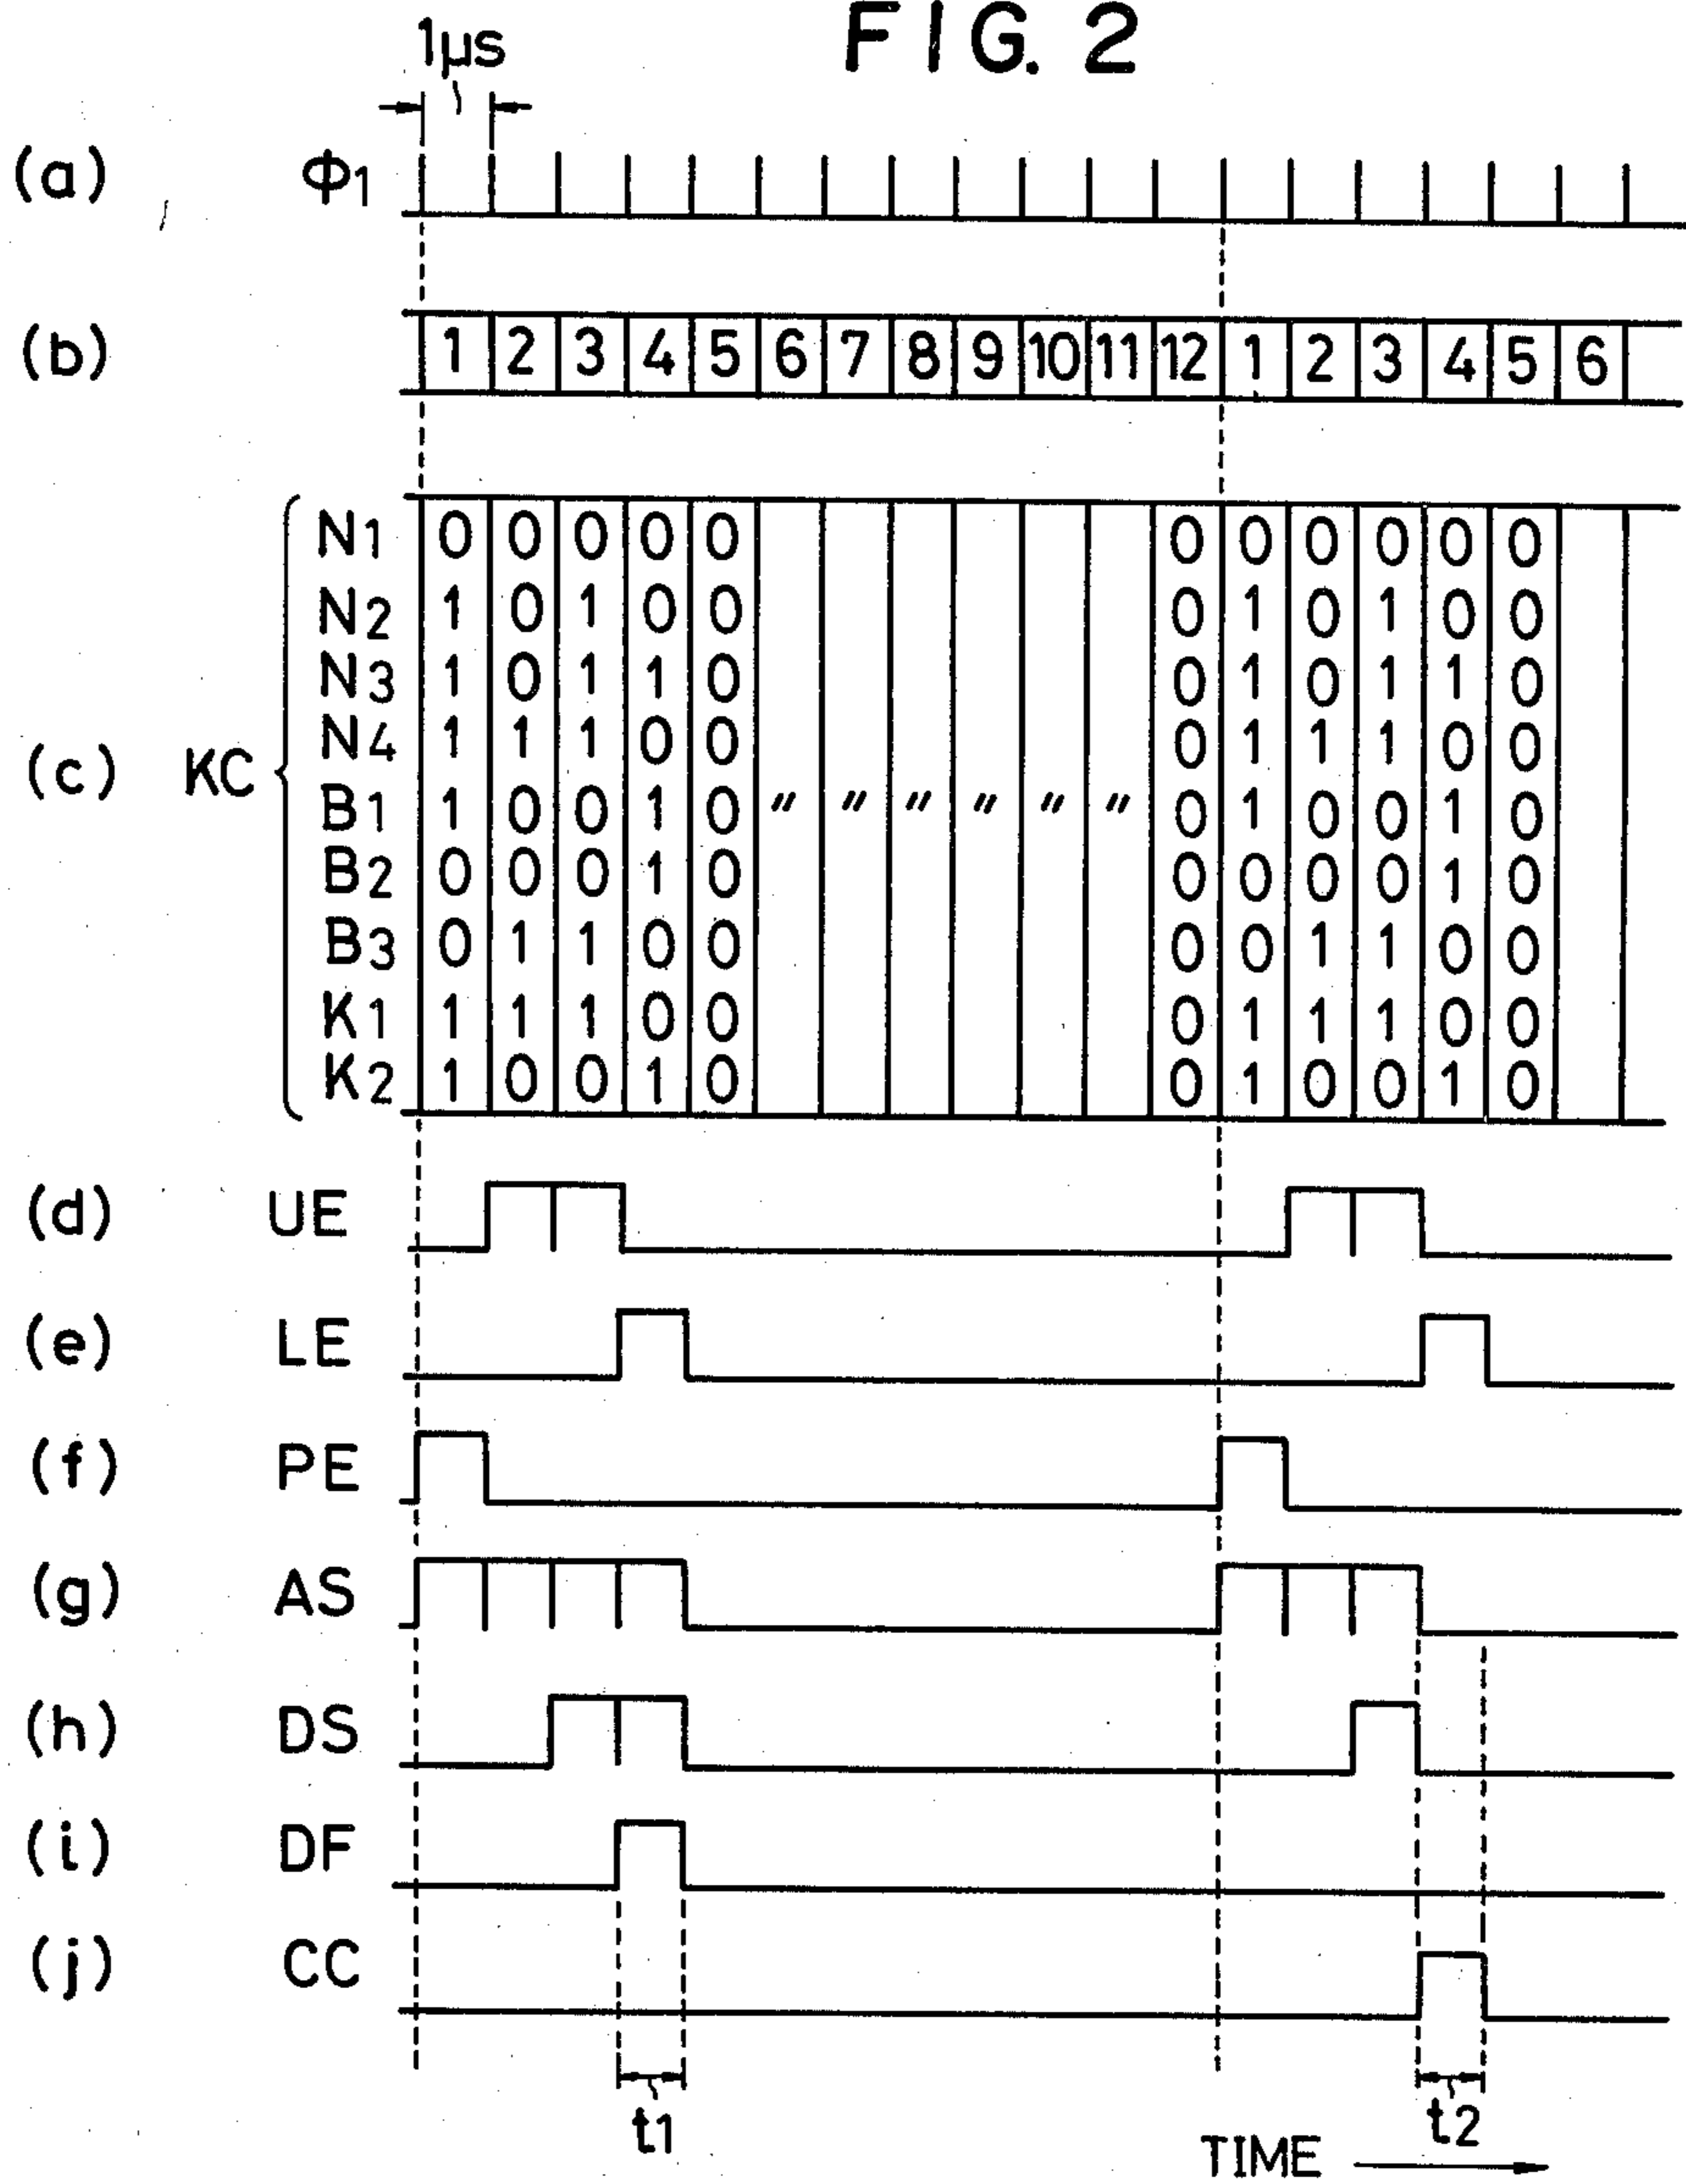 FIG. 2
1μs
(a) Φ1
(b) 1 2 3 4 5 6 7 8 9 10 11 12 1 2 3 4 5 6
(c) KC
N1 0 0 0 0 0 0 0 0 0 0 0
N2 1 0 1 0 0 0 1 0 1 0 0
N3 1 0 1 1 0 0 1 0 1 1 0
N4 1 1 1 0 0 0 1 1 1 0 0
B1 1 0 0 1 0 〃 〃 〃 〃 〃 〃 0 1 0 0 1 0
B2 0 0 0 1 0 0 0 0 0 1 0
B3 0 1 1 0 0 0 0 1 1 0 0
K1 1 1 1 0 0 0 1 1 1 0 0
K2 1 0 0 1 0 0 1 0 0 1 0
(d) UE
(e) LE
(f) PE
(g) AS
(h) DS
(i) DF
(j) CC
t1 t2
TIME